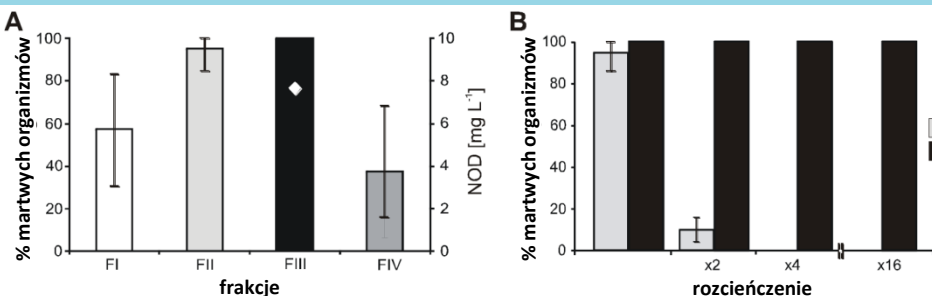 A
% martwych organizmów
100
80
60
40
20
0
FI
FII
FIII
FIV
frakcje
10
8
6
4
2
0
NOD [mg L⁻¹]
B
% martwych organizmów
100
80
60
40
20
0
x2
x4
x16
rozcieńczenie